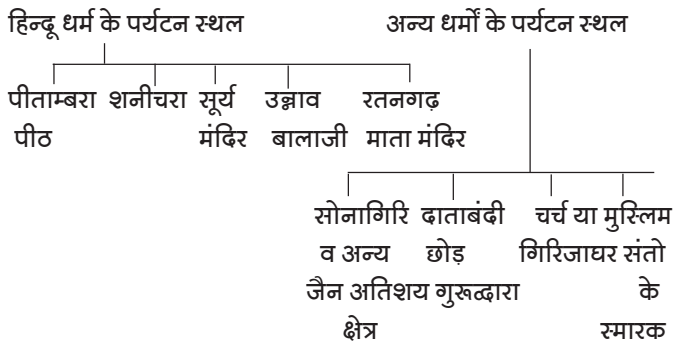 हिन्दू धर्म के पर्यटन स्थल अन्य धर्मों के पर्यटन स्थल
पीताम्बरा शनीचरा सूर्य उन्नाव रतनगढ़
पीठ मंदिर बालाजी माता मंदिर
सोनागिरि दाताबंदी चर्च या मुस्लिम
व अन्य छोड़ गिरिजाघर संतो
जैन अतिशय गुरूद्वारा के
क्षेत्र स्मारक